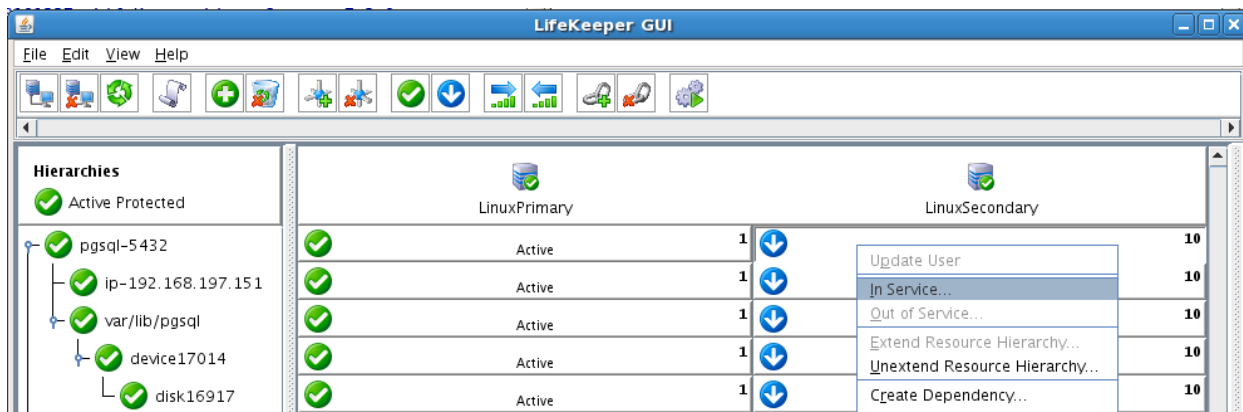 LifeKeeper GUI
File Edit View Help
Hierarchies
Active Protected
LinuxPrimary
LinuxSecondary
pgsql-5432
Active
1
10
ip-192.168.197.151
Active
1
10
var/lib/pgsql
Active
1
10
device17014
Active
1
10
disk16917
Active
1
10
Update User
In Service...
Out of Service...
Extend Resource Hierarchy...
Unextend Resource Hierarchy...
Create Dependency...